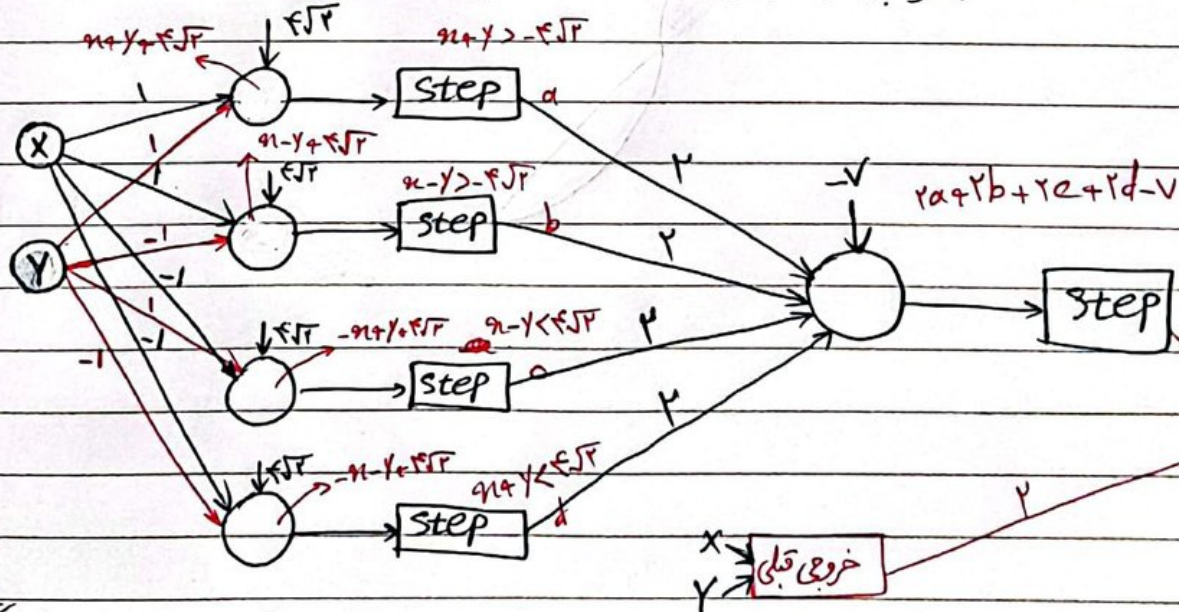 ۴√۲
x+y+۴√۲
x+y>-۴√۲
۱
Step
a
X
۱
۱
x-y+۴√۲
۴√۲
x-y>-۴√۲
۲
-۷
۲a+۲b+۲c+۲d-۷
-۱
Step
b
۲
Y
-۱
۱
-۱
-۱
Step
۴√۲
-x+y+۴√۲
x-y<۴√۲
۲
Step
c
۲
۴√۲
-x-y+۴√۲
x+y<۴√۲
Step
d
۲
X
Y
خروجی قبلی